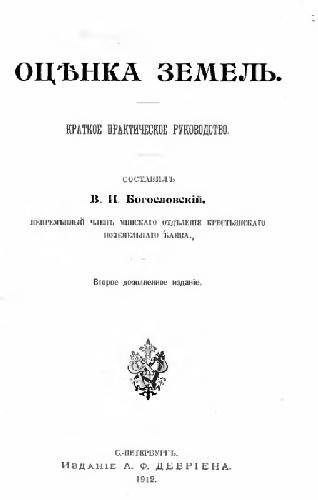 ОЦѢНКА ЗЕМЕЛЬ.
КРАТКОЕ ПРАКТИЧЕСКОЕ РУКОВОДСТВО.
СОСТАВИЛЪ
В. И. Богословскій,
НЕПРЕМѢННЫЙ ЧЛЕНЪ МИНСКАГО ОТДѢЛЕНІЯ КРЕСТЬЯНСКАГО
ПОЗЕМЕЛЬНАГО БАНКА.
Второе дополненное изданіе.
С.-ПЕТЕРБУРГЪ.
Изданіе А. Ф. ДЕВРІЕНА.
1912.